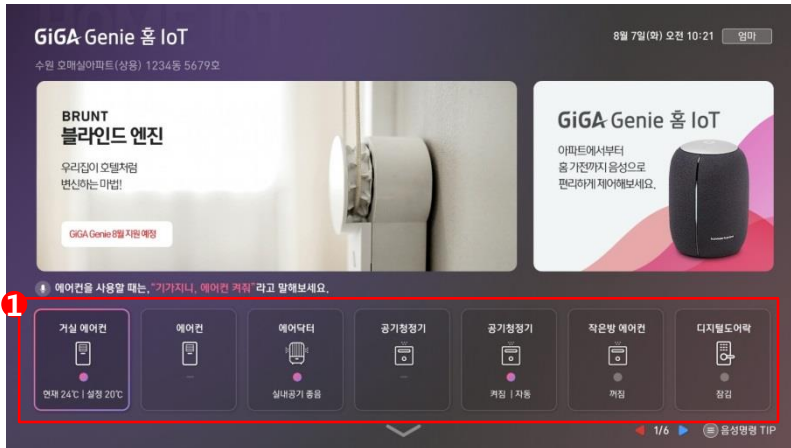 GiGA Genie 홈 IoT
8월 7일(화) 오전 10:21 엄마
수원 호매실아파트(상용) 1234동 5679호
BRUNT
블라인드 엔진
우리집이 호텔처럼
변신하는 마법!
GiGA Genie 8월 지원 예정
GiGA Genie 홈 IoT
아파트에서부터
홈 가전까지 음성으로
편리하게 제어해보세요.
에어컨을 사용할 때는, "기가지니, 에어컨 켜줘" 라고 말해보세요.
1
거실 에어컨
현재 24℃ | 설정 20℃
에어컨
–
에어닥터
실내공기 좋음
공기청정기
–
공기청정기
켜짐 | 자동
작은방 에어컨
꺼짐
디지털도어락
잠김
1/6 음성명령 TIP